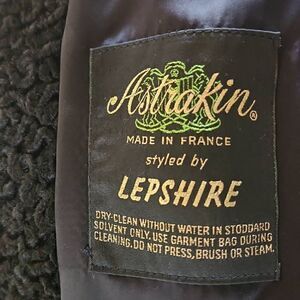 Astrakin®
MADE IN FRANCE
styled by
LEPSHIRE
DRY-CLEAN WITHOUT WATER IN STODDARD
SOLVENT ONLY. USE GARMENT BAG DURING
CLEANING. DO NOT PRESS, BRUSH OR STEAM.